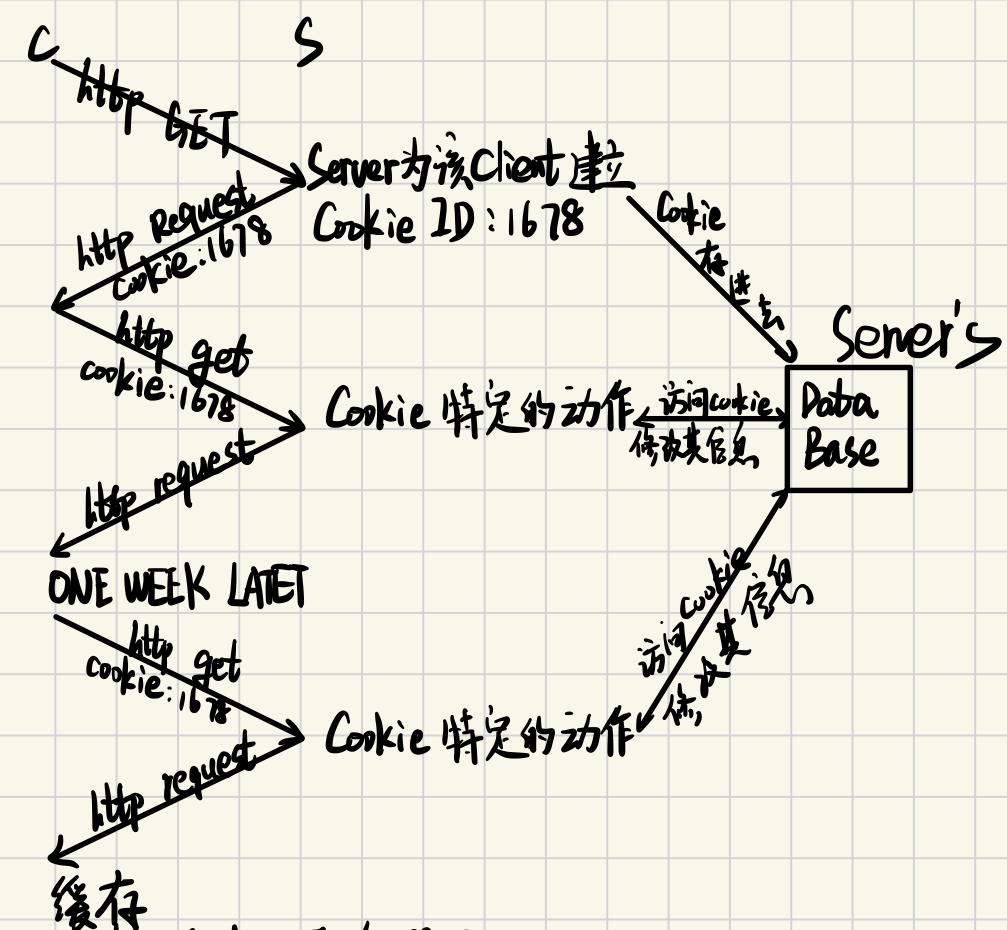 C
S
http GET
Server为该Client建立
Cookie ID:1678
http Request
cookie:1678
Cookie
存
进
去
Server's
Data
Base
http get
cookie:1678
Cookie 特定的动作
访问cookie
修改其信息
http request
ONE WEEK LATET
http get
cookie:1678
Cookie 特定的动作
访问cookie
修改其信息
http request
缓存